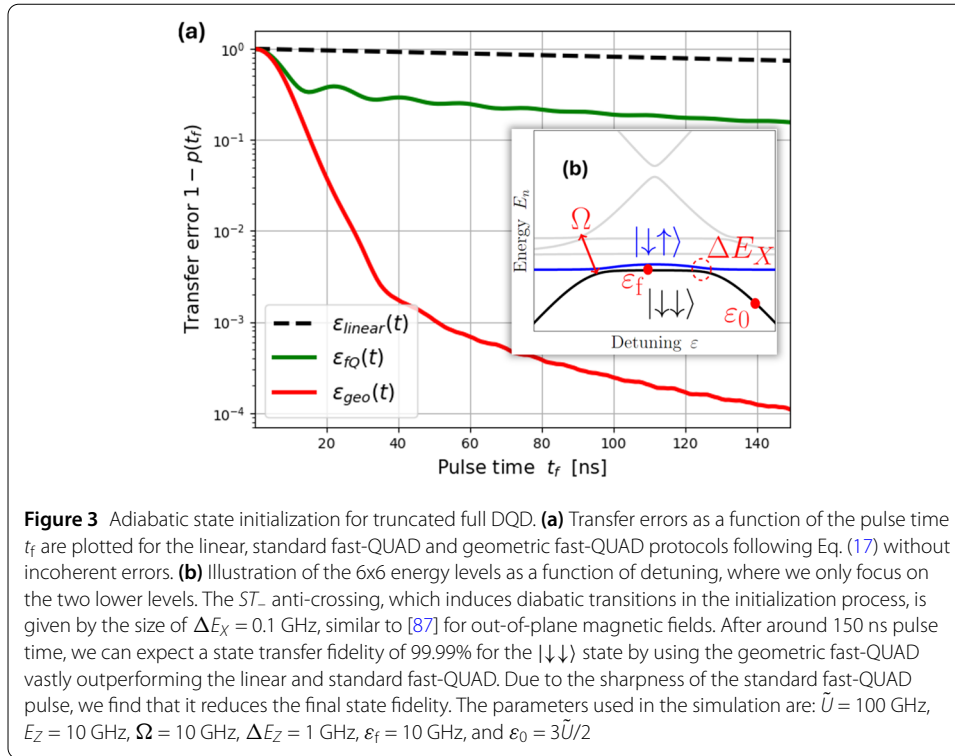 (a)
10⁰
10⁻¹
10⁻²
10⁻³
10⁻⁴
Transfer error 1 − p(t_f)
ε_linear(t)
ε_fQ(t)
ε_geo(t)
20 40 60 80 100 120 140
Pulse time t_f [ns]
(b)
Energy E_n
Ω
|↓↑⟩
ΔE_X
ε_f
|↓↓⟩
ε_0
Detuning ε
Figure 3 Adiabatic state initialization for truncated full DQD. (a) Transfer errors as a function of the pulse time
t_f are plotted for the linear, standard fast-QUAD and geometric fast-QUAD protocols following Eq. (17) without
incoherent errors. (b) Illustration of the 6x6 energy levels as a function of detuning, where we only focus on
the two lower levels. The ST₋ anti-crossing, which induces diabatic transitions in the initialization process, is
given by the size of ΔE_X = 0.1 GHz, similar to [87] for out-of-plane magnetic fields. After around 150 ns pulse
time, we can expect a state transfer fidelity of 99.99% for the |↓↓⟩ state by using the geometric fast-QUAD
vastly outperforming the linear and standard fast-QUAD. Due to the sharpness of the standard fast-QUAD
pulse, we find that it reduces the final state fidelity. The parameters used in the simulation are: Ũ = 100 GHz,
E_Z = 10 GHz, Ω = 10 GHz, ΔE_Z = 1 GHz, ε_f = 10 GHz, and ε_0 = 3Ũ/2